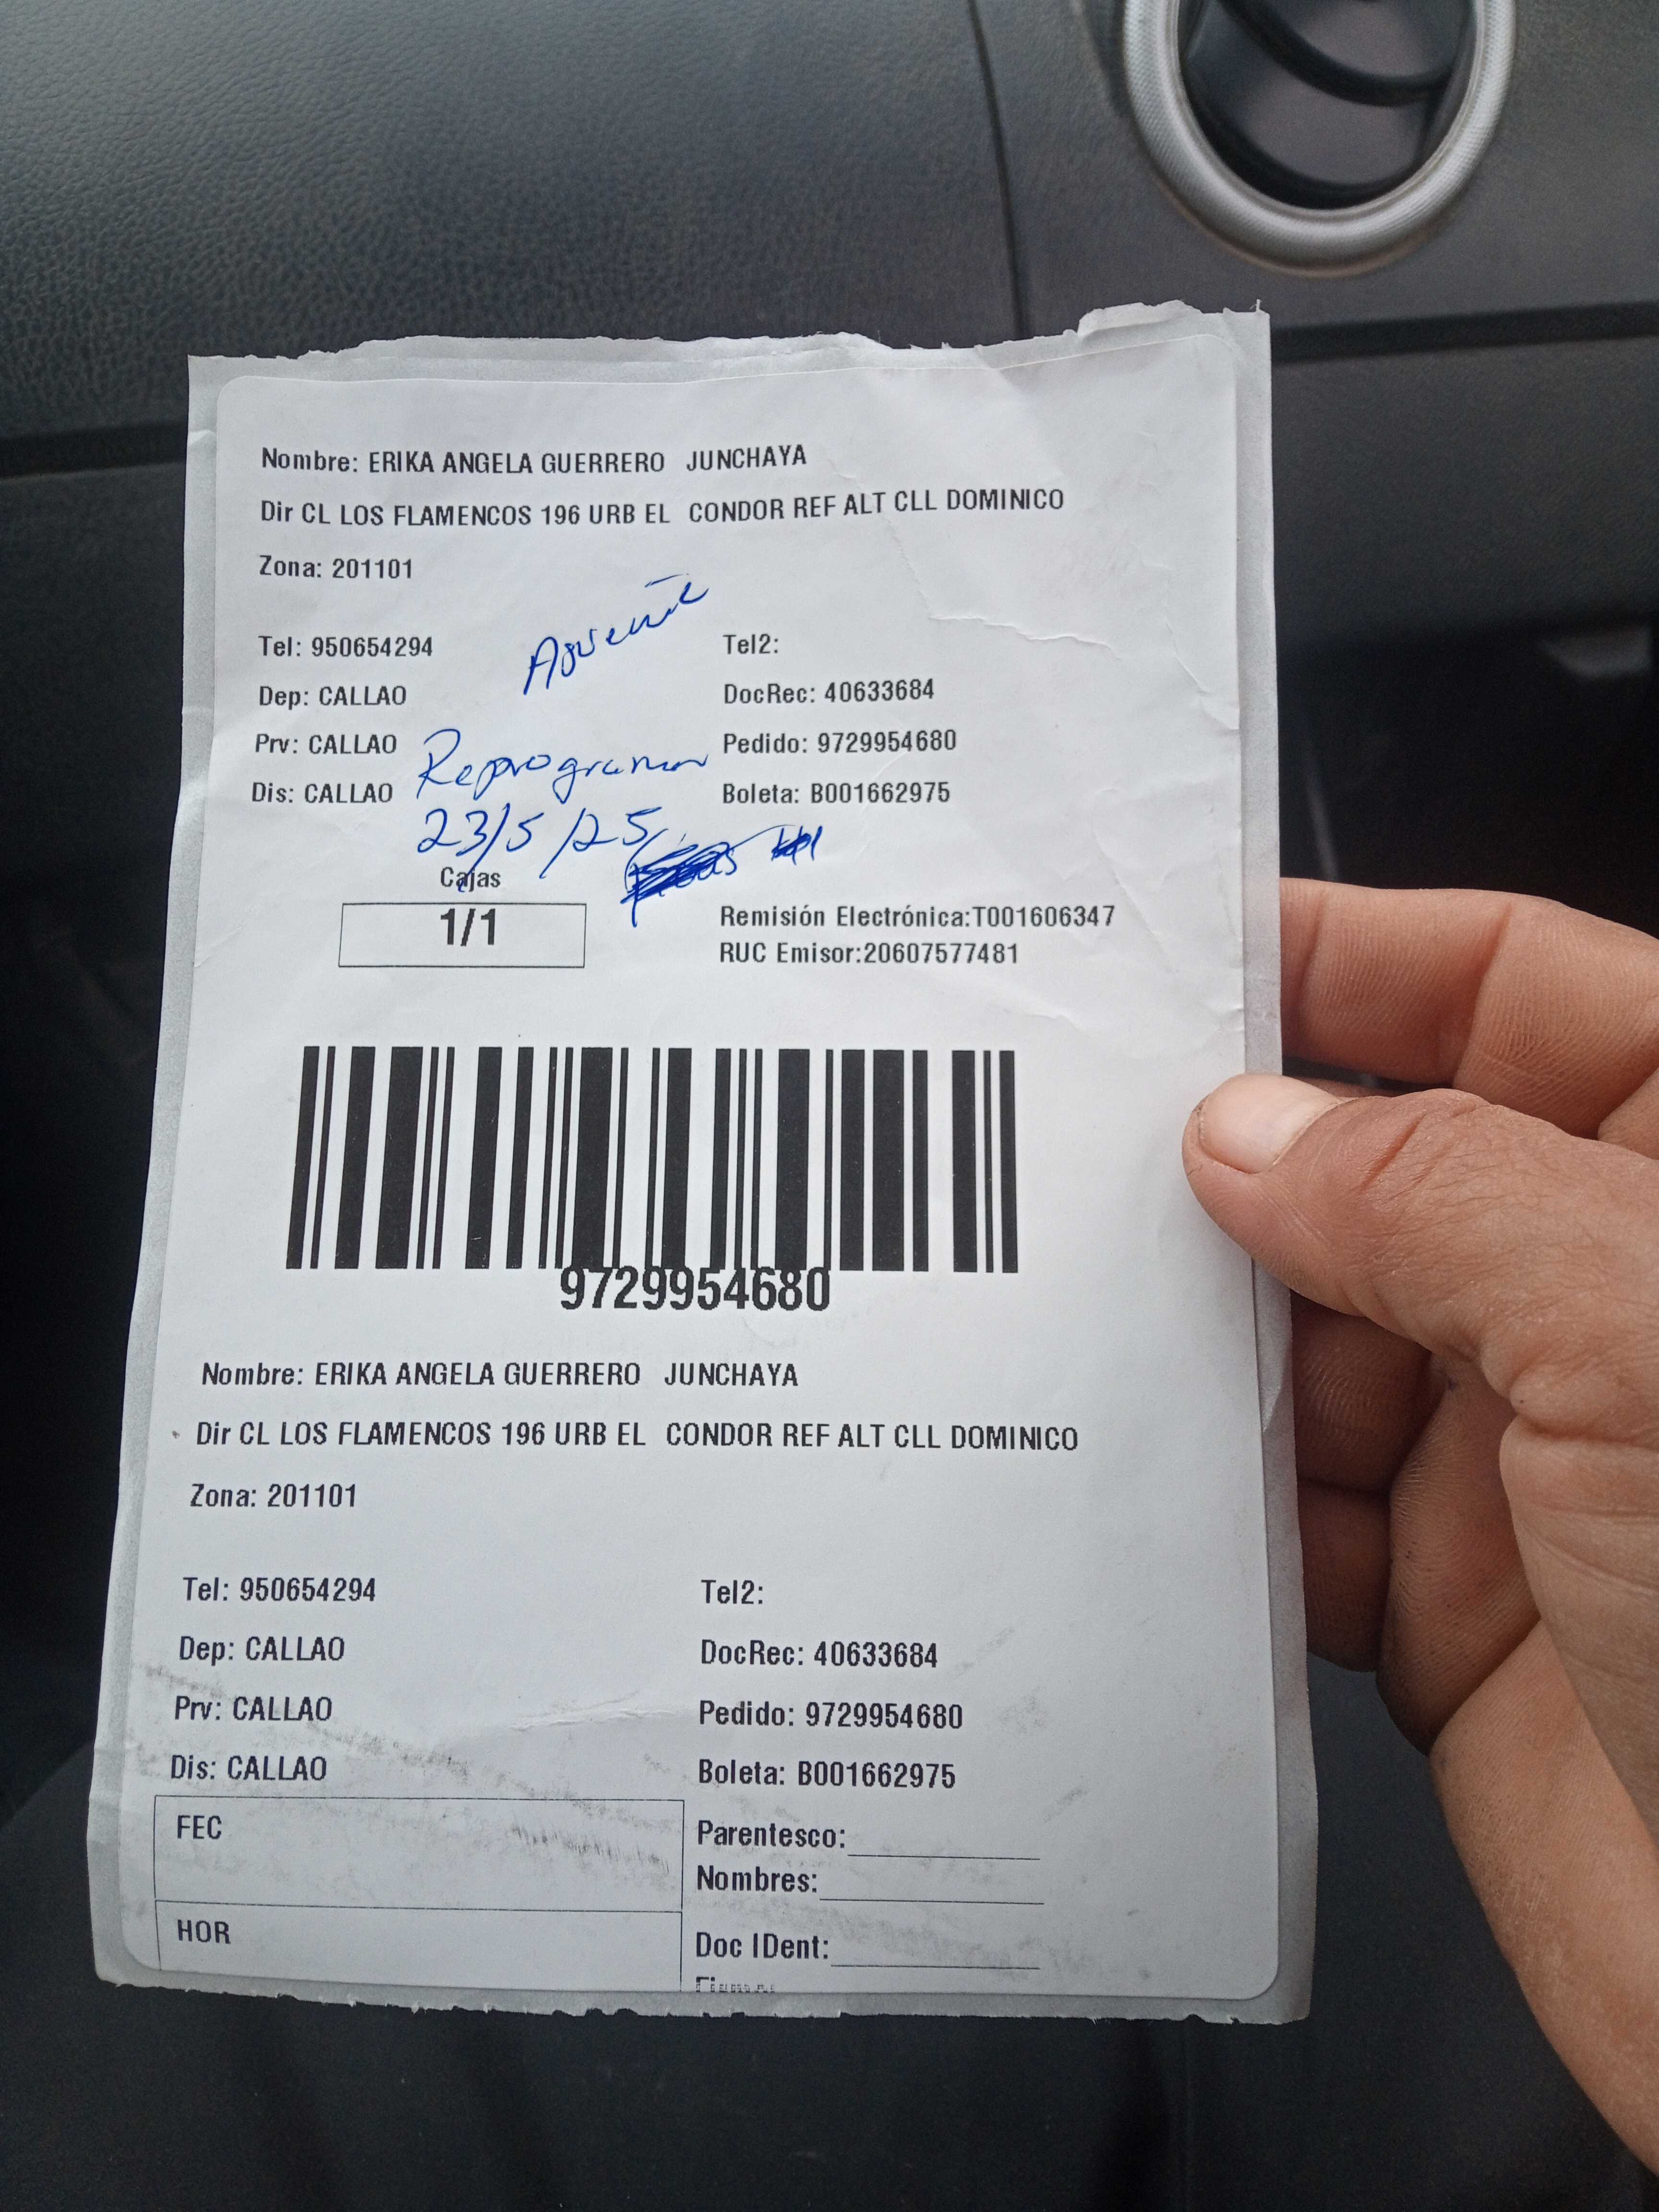 Nombre: ERIKA ANGELA GUERRERO JUNCHAYA
Dir CL LOS FLAMENCOS 196 URB EL CONDOR REF ALT CLL DOMINICO
Zona: 201101
Tel: 950654294 Tel2:
Dep: CALLAO DocRec: 40633684
Prv: CALLAO Reprogramar Pedido: 9729954680
Dis: CALLAO Boleta: B001662975
23/5/25
Cajas
1/1
Remisión Electrónica:T001606347
RUC Emisor:20607577481
9729954680
Nombre: ERIKA ANGELA GUERRERO JUNCHAYA
Dir CL LOS FLAMENCOS 196 URB EL CONDOR REF ALT CLL DOMINICO
Zona: 201101
Tel: 950654294 Tel2:
Dep: CALLAO DocRec: 40633684
Prv: CALLAO Pedido: 9729954680
Dis: CALLAO Boleta: B001662975
FEC Parentesco:
Nombres:
HOR Doc IDent: